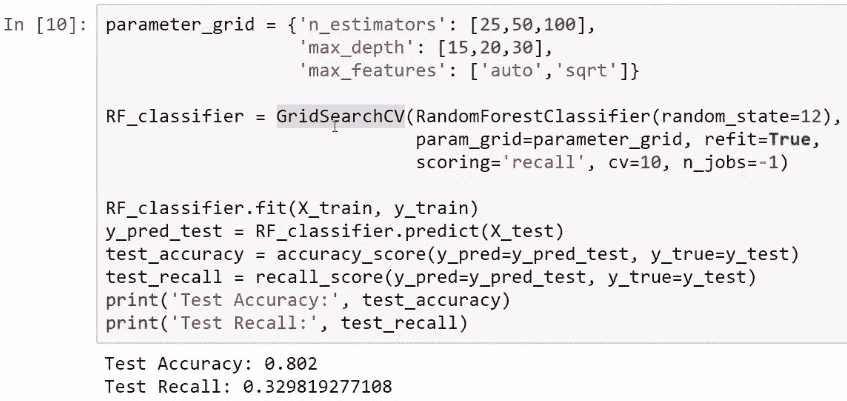 In [10]: parameter_grid = {'n_estimators': [25,50,100],
'max_depth': [15,20,30],
'max_features': ['auto','sqrt']}
RF_classifier = GridSearchCV(RandomForestClassifier(random_state=12),
param_grid=parameter_grid, refit=True,
scoring='recall', cv=10, n_jobs=-1)
RF_classifier.fit(X_train, y_train)
y_pred_test = RF_classifier.predict(X_test)
test_accuracy = accuracy_score(y_pred=y_pred_test, y_true=y_test)
test_recall = recall_score(y_pred=y_pred_test, y_true=y_test)
print('Test Accuracy:', test_accuracy)
print('Test Recall:', test_recall)
Test Accuracy: 0.802
Test Recall: 0.329819277108